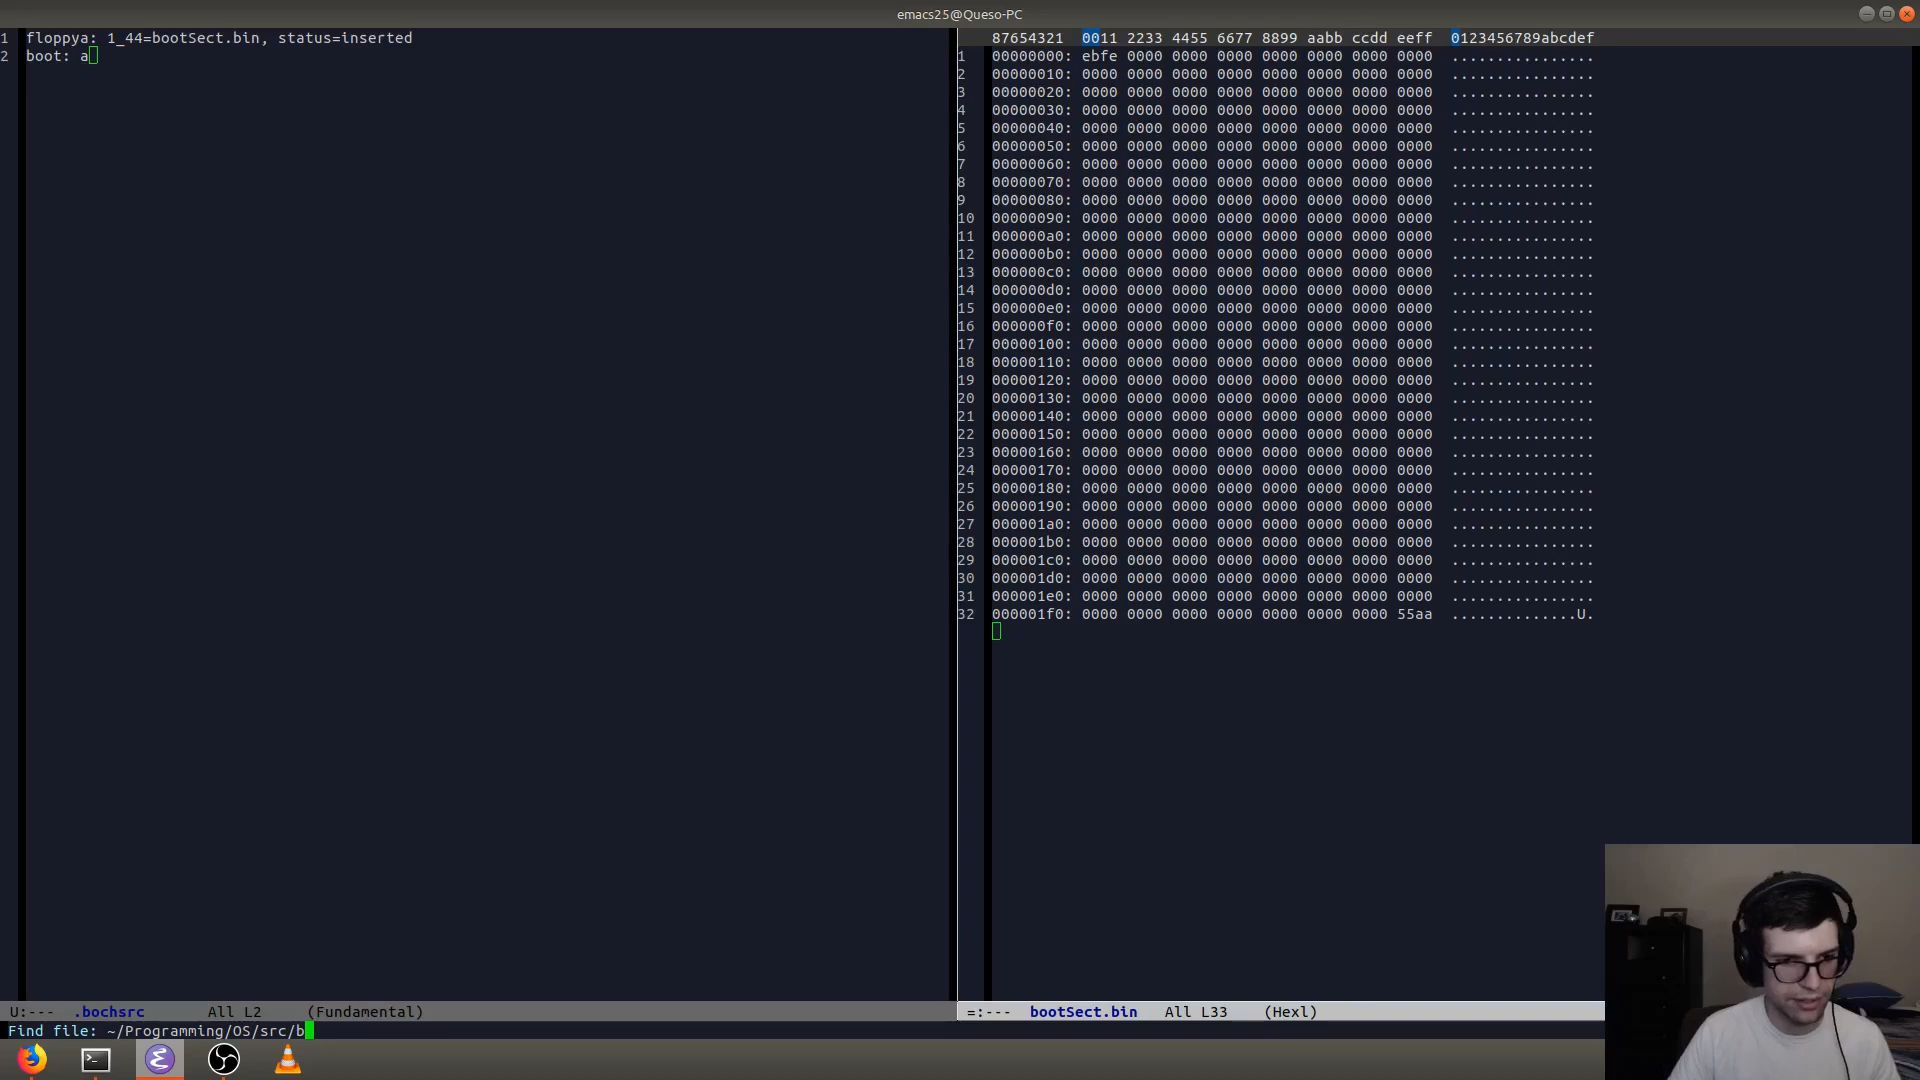 emacs25@Queso-PC
1 floppya: 1_44=bootSect.bin, status=inserted
2 boot: a
87654321 0011 2233 4455 6677 8899 aabb ccdd eeff 0123456789abcdef
1 00000000: ebfe 0000 0000 0000 0000 0000 0000 0000 ................
2 00000010: 0000 0000 0000 0000 0000 0000 0000 0000 ................
3 00000020: 0000 0000 0000 0000 0000 0000 0000 0000 ................
4 00000030: 0000 0000 0000 0000 0000 0000 0000 0000 ................
5 00000040: 0000 0000 0000 0000 0000 0000 0000 0000 ................
6 00000050: 0000 0000 0000 0000 0000 0000 0000 0000 ................
7 00000060: 0000 0000 0000 0000 0000 0000 0000 0000 ................
8 00000070: 0000 0000 0000 0000 0000 0000 0000 0000 ................
9 00000080: 0000 0000 0000 0000 0000 0000 0000 0000 ................
10 00000090: 0000 0000 0000 0000 0000 0000 0000 0000 ................
11 000000a0: 0000 0000 0000 0000 0000 0000 0000 0000 ................
12 000000b0: 0000 0000 0000 0000 0000 0000 0000 0000 ................
13 000000c0: 0000 0000 0000 0000 0000 0000 0000 0000 ................
14 000000d0: 0000 0000 0000 0000 0000 0000 0000 0000 ................
15 000000e0: 0000 0000 0000 0000 0000 0000 0000 0000 ................
16 000000f0: 0000 0000 0000 0000 0000 0000 0000 0000 ................
17 00000100: 0000 0000 0000 0000 0000 0000 0000 0000 ................
18 00000110: 0000 0000 0000 0000 0000 0000 0000 0000 ................
19 00000120: 0000 0000 0000 0000 0000 0000 0000 0000 ................
20 00000130: 0000 0000 0000 0000 0000 0000 0000 0000 ................
21 00000140: 0000 0000 0000 0000 0000 0000 0000 0000 ................
22 00000150: 0000 0000 0000 0000 0000 0000 0000 0000 ................
23 00000160: 0000 0000 0000 0000 0000 0000 0000 0000 ................
24 00000170: 0000 0000 0000 0000 0000 0000 0000 0000 ................
25 00000180: 0000 0000 0000 0000 0000 0000 0000 0000 ................
26 00000190: 0000 0000 0000 0000 0000 0000 0000 0000 ................
27 000001a0: 0000 0000 0000 0000 0000 0000 0000 0000 ................
28 000001b0: 0000 0000 0000 0000 0000 0000 0000 0000 ................
29 000001c0: 0000 0000 0000 0000 0000 0000 0000 0000 ................
30 000001d0: 0000 0000 0000 0000 0000 0000 0000 0000 ................
31 000001e0: 0000 0000 0000 0000 0000 0000 0000 0000 ................
32 000001f0: 0000 0000 0000 0000 0000 0000 0000 55aa ..............U.
U:--- .bochsrc All L2 (Fundamental)
=:--- bootSect.bin All L33 (Hexl)
Find file: ~/Programming/OS/src/b